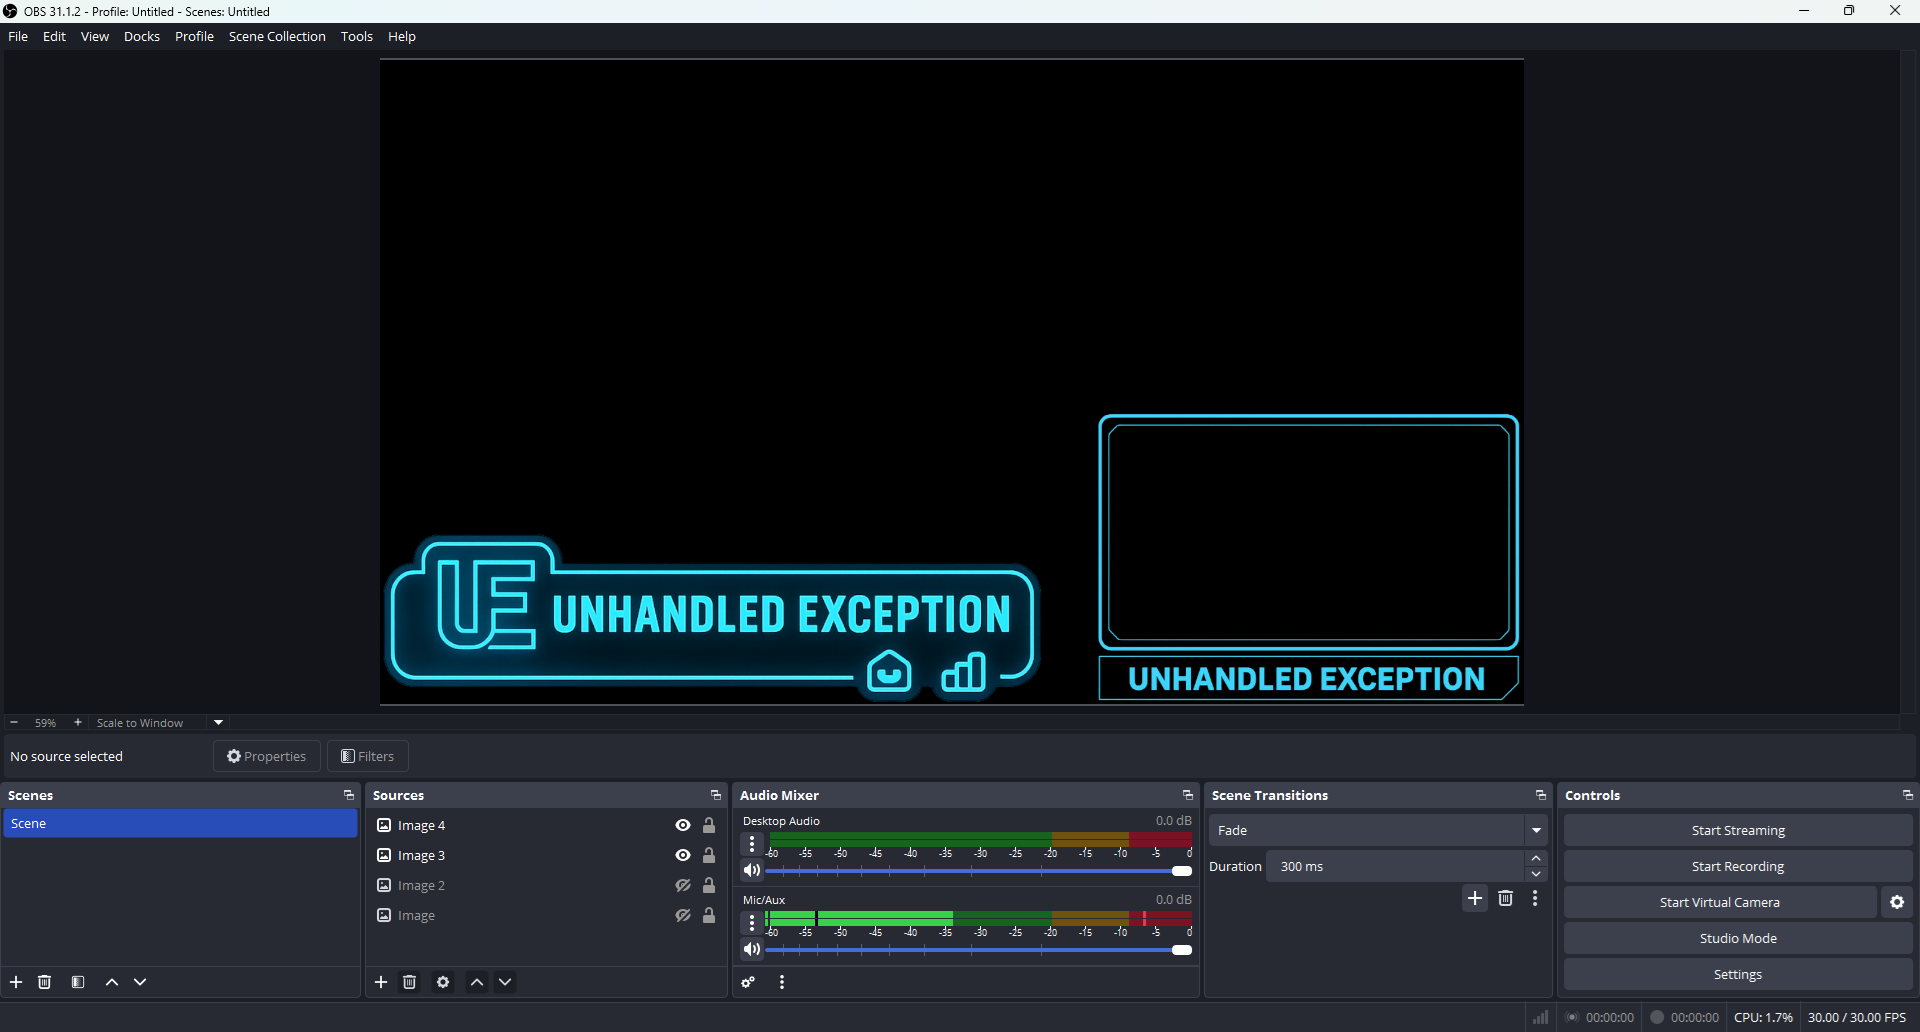 OBS 31.1.2 - Profile: Untitled - Scenes: Untitled
File Edit View Docks Profile Scene Collection Tools Help
UE UNHANDLED EXCEPTION
UNHANDLED EXCEPTION
59% Scale to Window
No source selected Properties Filters
Scenes
Scene
Sources
Image 4
Image 3
Image 2
Image
Audio Mixer
Desktop Audio 0.0 dB
-60 -55 -50 -45 -40 -35 -30 -25 -20 -15 -10 -5 0
Mic/Aux 0.0 dB
-60 -55 -50 -45 -40 -35 -30 -25 -20 -15 -10 -5 0
Scene Transitions
Fade
Duration 300 ms
Controls
Start Streaming
Start Recording
Start Virtual Camera
Studio Mode
Settings
00:00:00 00:00:00 CPU: 1.7% 30.00 / 30.00 FPS